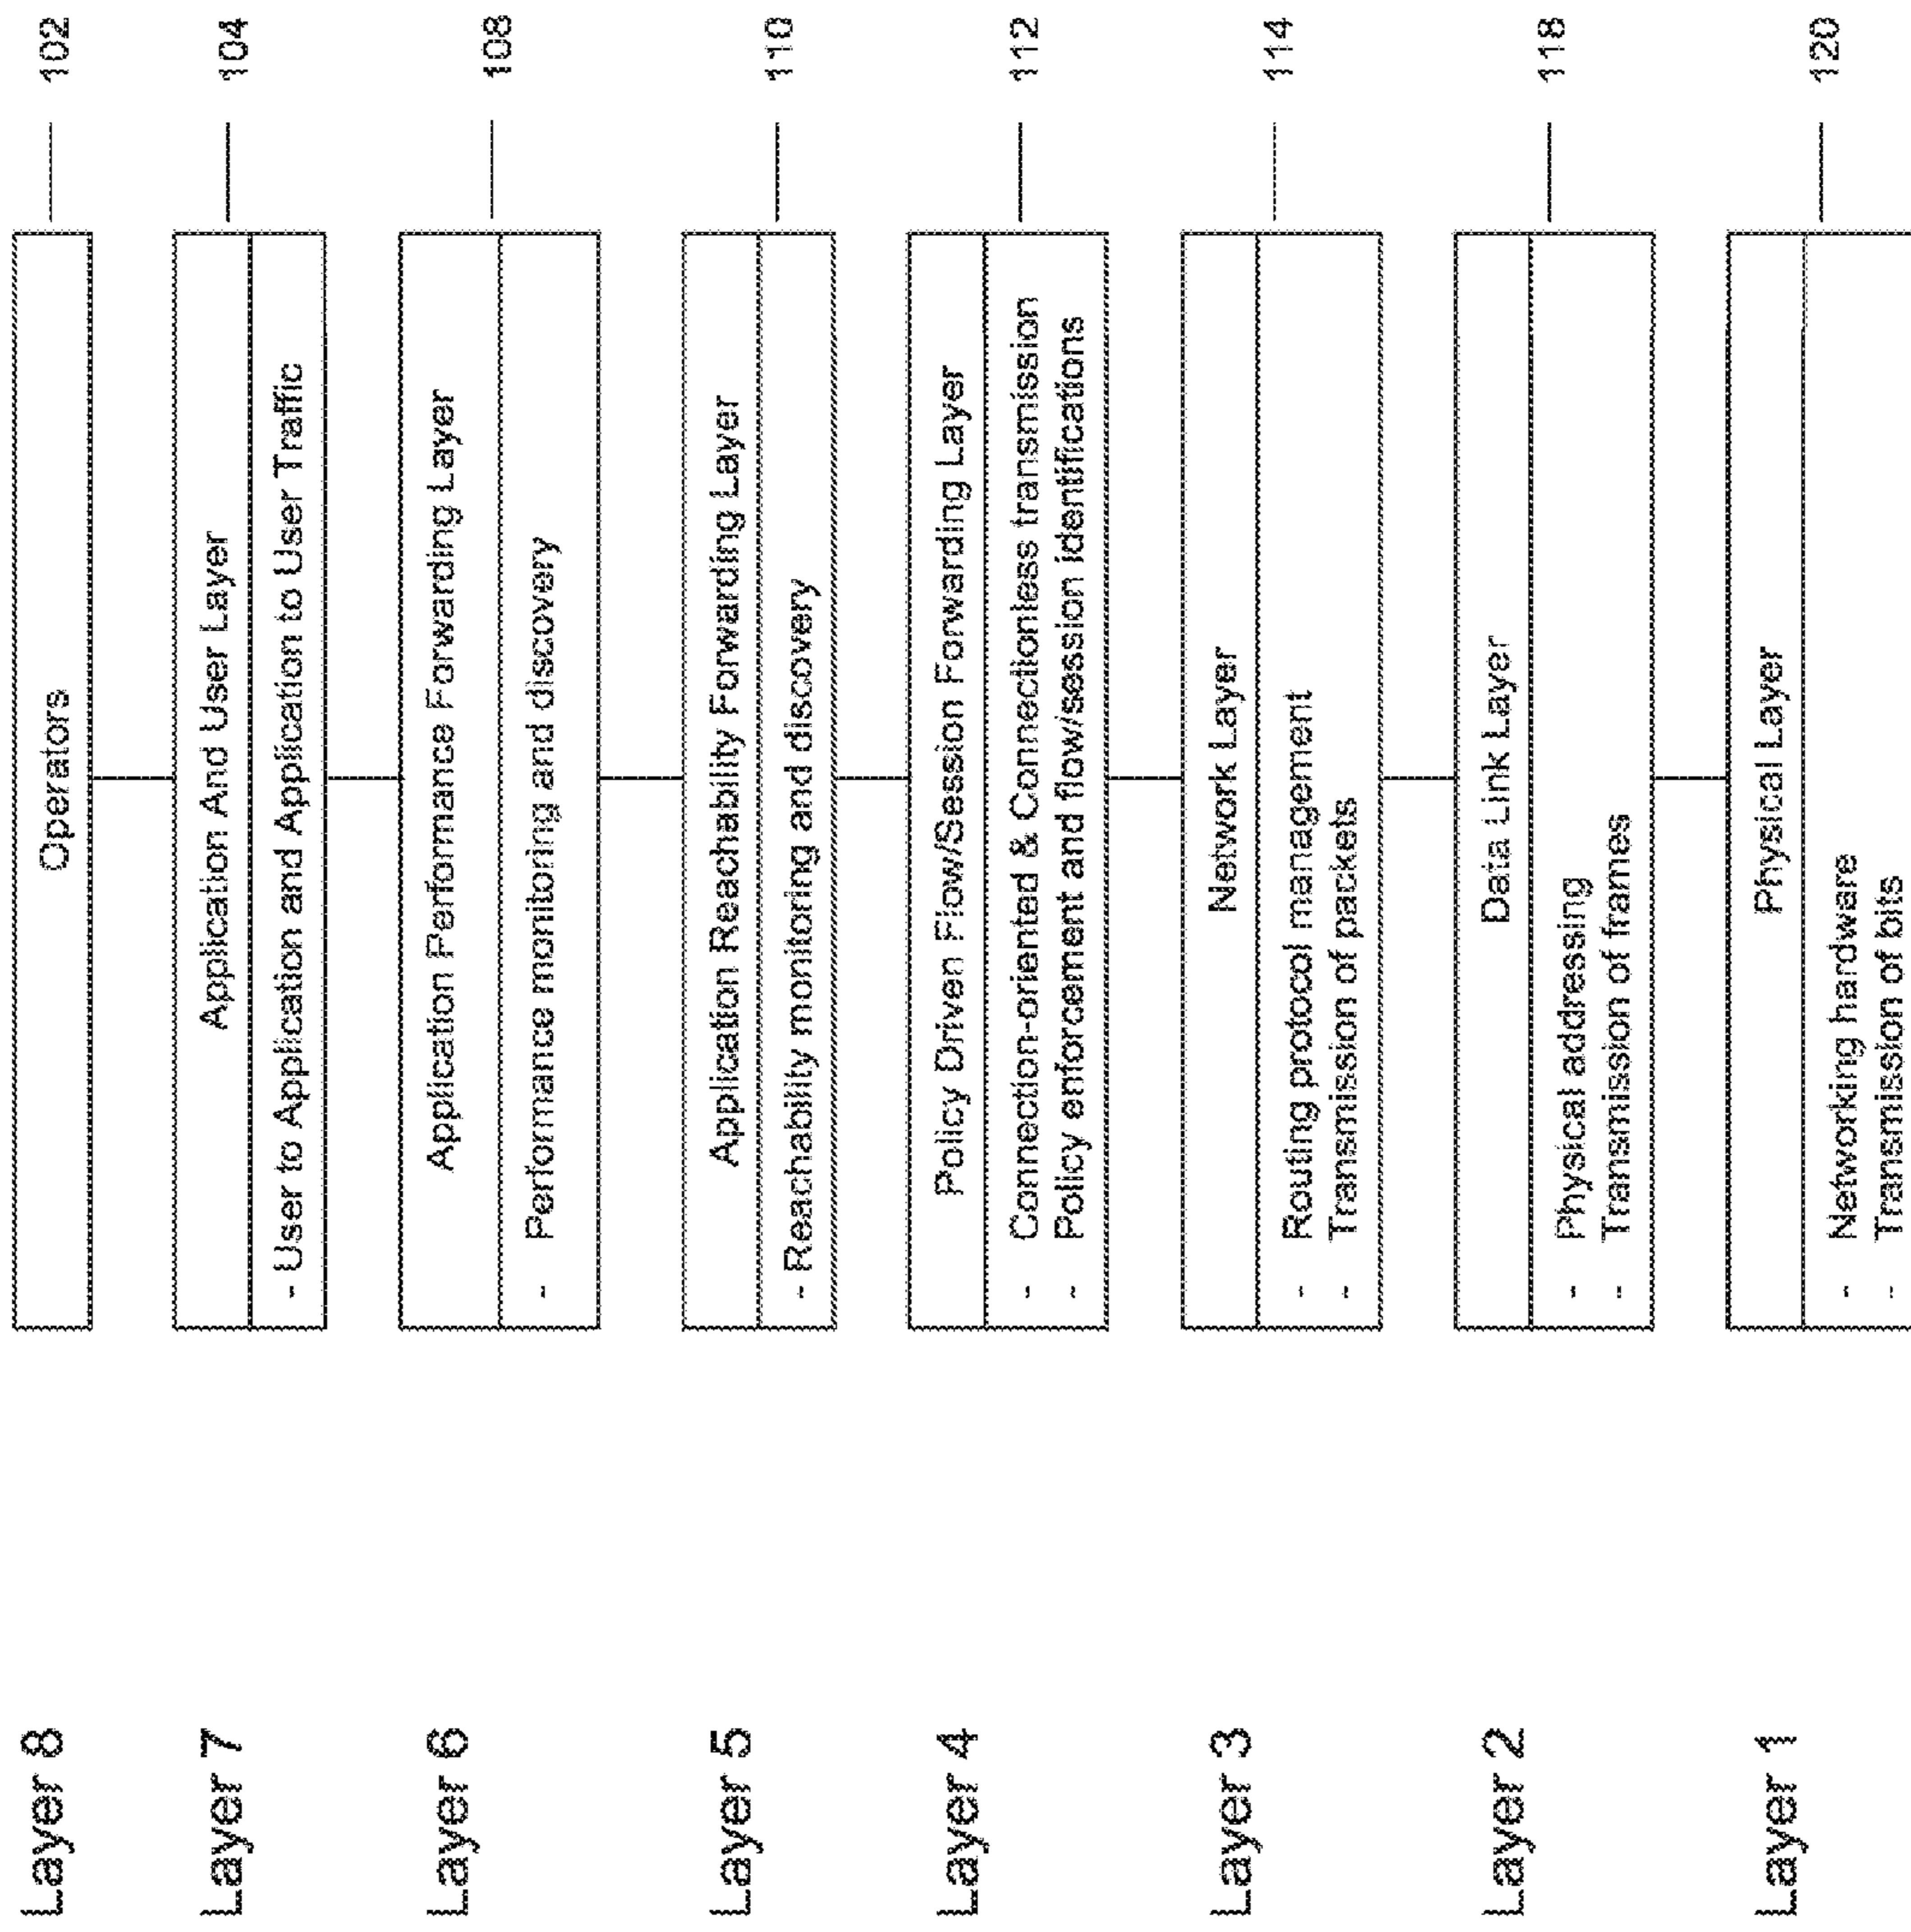 Layer 8
Operators
102
Layer 7
Application And User Layer
- User to Application and Application to User Traffic
104
Layer 6
Application Performance Forwarding Layer
- Performance monitoring and discovery
108
Layer 5
Application Reachability Forwarding Layer
- Reachability monitoring and discovery
110
Layer 4
Policy Driven Flow/Session Forwarding Layer
- Connection-oriented & Connectionless transmission
- Policy enforcement and flow/session identifications
112
Layer 3
Network Layer
- Routing protocol management
- Transmission of packets
114
Layer 2
Data Link Layer
- Physical addressing
- Transmission of frames
118
Layer 1
Physical Layer
- Networking hardware
- Transmission of bits
120